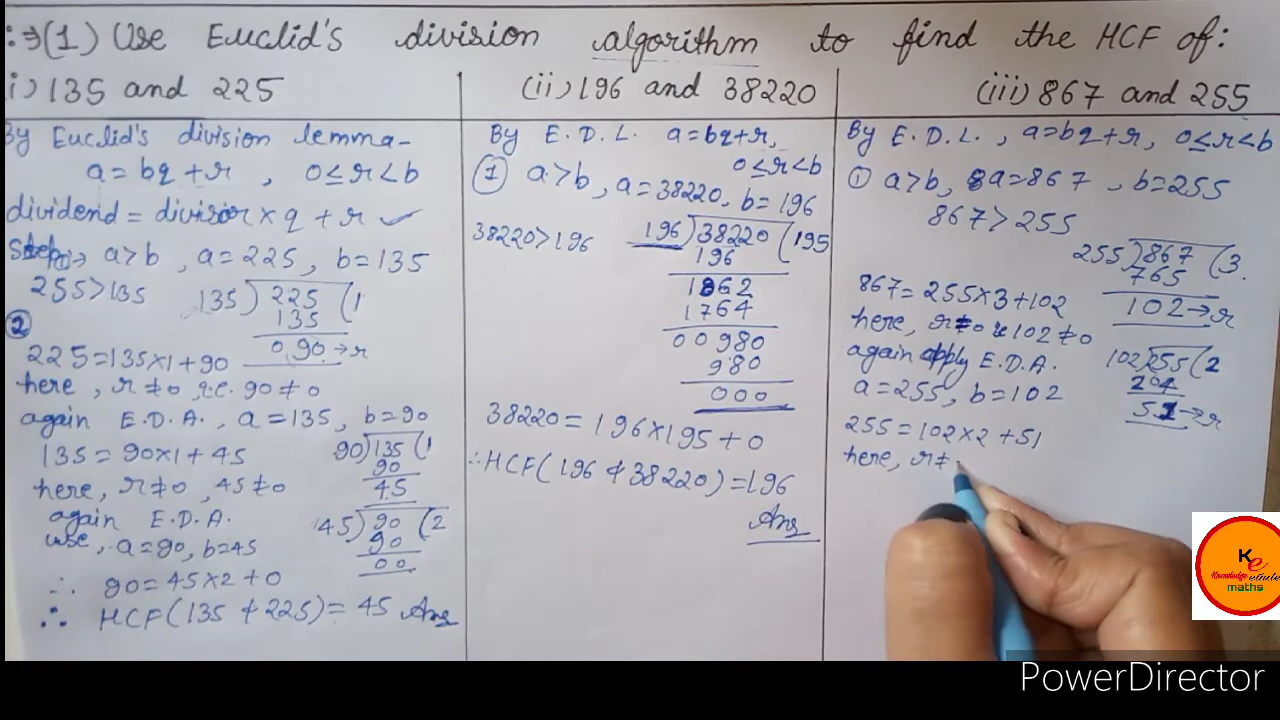 :⇒(1) Use Euclid's division algorithm to find the HCF of:
i) 135 and 225
By Euclid's division lemma-
a = bq + r , 0≤r<b
dividend = divisor × q + r ✓
Step ①→ a>b , a=225 , b=135
255>135
135)225(1
135
090→r
②
225=135×1+90
here , r≠0 i.e. 90≠0
again E.D.A. , a=135, b=90
135 = 90×1 + 45
90)135(1
90
45
here, r≠0 , 45≠0
again E.D.A.
use, a=90, b=45
45)90(2
90
00
∴ 90=45×2+0
∴ HCF(135 & 225)= 45 Ans
(ii) 196 and 38220
By E.D.L. a=bq+r,
0≤r<b
① a>b, a=38220, b=196
38220>196
196)38220(195
196
1862
1764
00980
980
000
38220 = 196×195+0
∴HCF(196 & 38220)=196
Ans
(iii) 867 and 255
By E.D.L., a=bq+r, 0≤r<b
① a>b, a=867 , b=255
867>255
255)867(3.
765
102→r
867=255×3+102
here, r≠0 102≠0
again apply E.D.A.
a=255, b=102
102)255(2
204
51→r
255=102×2+51
here, r≠
Ke
Knowledge
maths
PowerDirector